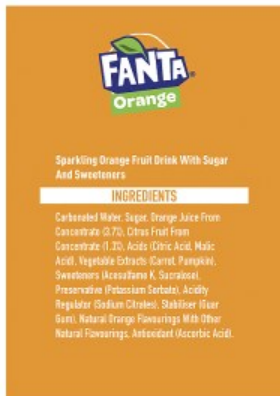 FANTA
Orange
Sparkling Orange Fruit Drink With Sugar
And Sweeteners
INGREDIENTS
Carbonated Water, Sugar, Orange Juice From
Concentrate (3.7%), Citrus Fruit From
Concentrate (1.3%), Acids (Citric Acid, Malic
Acid), Vegetable Extracts (Carrot, Pumpkin),
Sweeteners (Acesulfame K, Sucralose),
Preservative (Potassium Sorbate), Acidity
Regulator (Sodium Citrates), Stabiliser (Guar
Gum), Natural Orange Flavourings With Other
Natural Flavourings, Antioxidant (Ascorbic Acid).